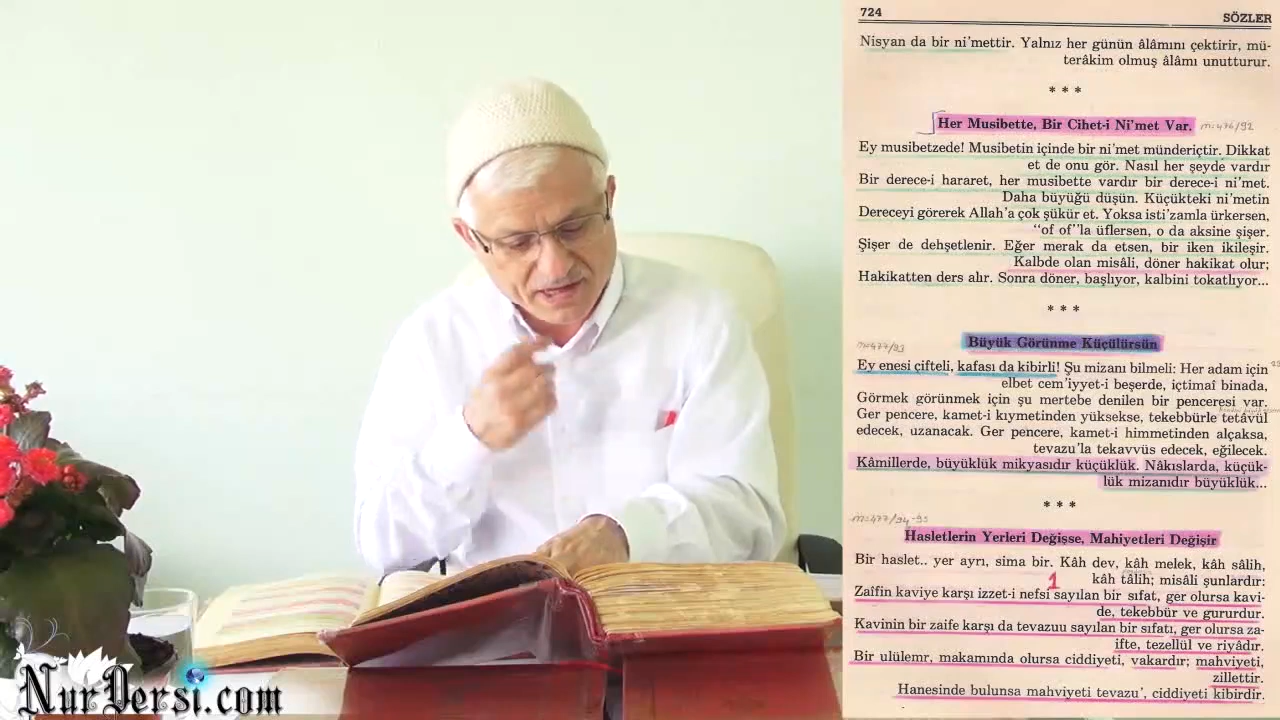 724
SÖZLER
Nisyan da bir ni’mettir. Yalnız her günün âlâmını çektirir, mü-
terâkim olmuş âlâmı unutturur.
* * *
Her Musibette, Bir Cihet-i Ni’met Var.
m=476/92
Ey musibetzede! Musibetin içinde bir ni’met münderiçtir. Dikkat
et de onu gör. Nasıl her şeyde vardır
Bir derece-i hararet, her musibette vardır bir derece-i ni’met.
Daha büyüğü düşün. Küçükteki ni’metin
Dereceyi görerek Allah’a çok şükür et. Yoksa isti’zamla ürkersen,
‘‘of of’’la üflersen, o da aksine şişer.
Şişer de dehşetlenir. Eğer merak da etsen, bir iken ikileşir.
Kalbde olan misâli, döner hakikat olur;
Hakikatten ders alır. Sonra döner, başlıyor, kalbini tokatlıyor...
* * *
m=477/93
Büyük Görünme Küçülürsün
Ey enesi çifteli, kafası da kibirli! Şu mizanı bilmeli: Her adam için
elbet cem’iyyet-i beşerde, içtimaî binada,
Görmek görünmek için şu mertebe denilen bir penceresi var.
Ger pencere, kamet-i kıymetinden yüksekse, tekebbürle tetâvül
edecek, uzanacak. Ger pencere, kamet-i himmetinden alçaksa,
tevazu’la tekavvüs edecek, eğilecek.
Kâmillerde, büyüklük mikyasıdır küçüklük. Nâkıslarda, küçük-
lük mizanıdır büyüklük...
* * *
m=477/94-95
Hasletlerin Yerleri Değişse, Mahiyetleri Değişir
Bir haslet.. yer ayrı, sima bir. Kâh dev, kâh melek, kâh sâlih,
kâh tâlih; misâli şunlardır:
1
Zaîfin kaviye karşı izzet-i nefsi sayılan bir sıfat, ger olursa kavi-
de, tekebbür ve gururdur.
Kavinin bir zaife karşı da tevazuu sayılan bir sıfatı, ger olursa za-
ifte, tezellül ve riyâdır.
Bir ulülemr, makamında olursa ciddiyeti, vakardır; mahviyeti,
zillettir.
Hanesinde bulunsa mahviyeti tevazu’, ciddiyeti kibirdir.
NurDersi.com